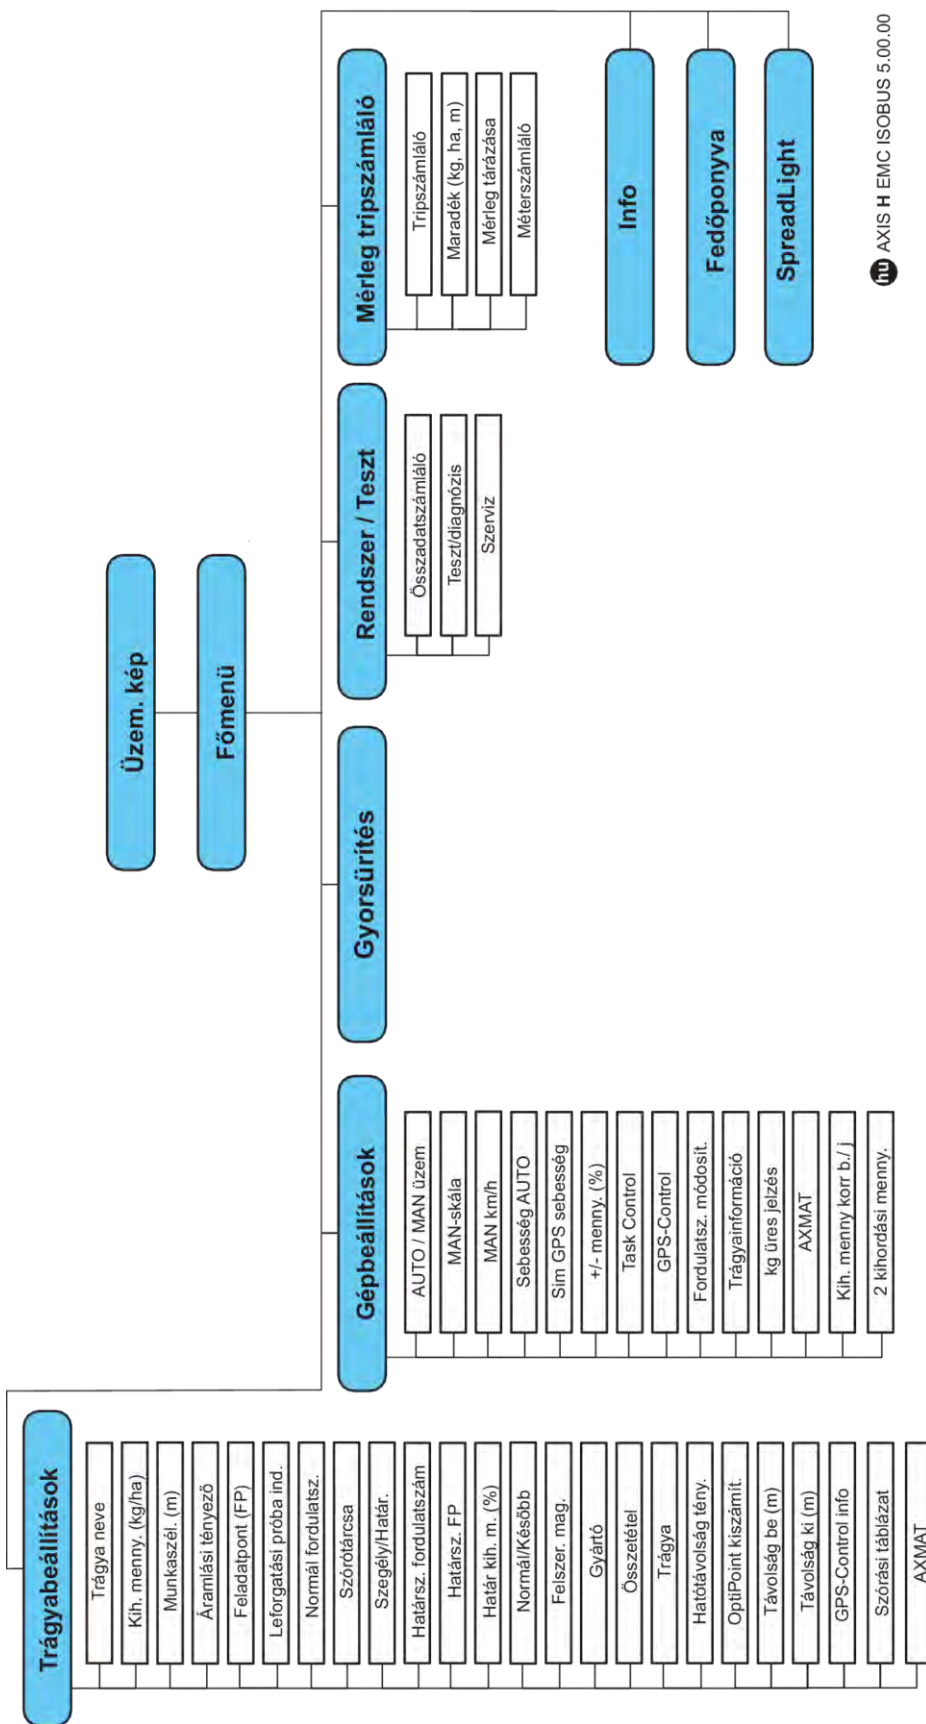 Üzem. kép
Főmenü
Trágyabeállítások
Trágya neve
Kih. menny. (kg/ha)
Munkaszél. (m)
Áramlási tényező
Feladatpont (FP)
Leforgatási próba ind.
Normál fordulatsz.
Szórótárcsa
Szegély/Határ.
Határsz. fordulatszám
Határsz. FP
Határ kih. m. (%)
Normál/Később
Felszer. mag.
Gyártó
Összetétel
Trágya
Hatótávolság tény.
OptiPoint kiszámít.
Távolság be (m)
Távolság ki (m)
GPS-Control info
Szórási táblázat
AXMAT
Gépbeállítások
AUTO / MAN üzem
MAN-skála
MAN km/h
Sebesség AUTO
Sim GPS sebesség
+/- menny. (%)
Task Control
GPS-Control
Fordulatsz. módosít.
Trágyainformáció
kg üres jelzés
AXMAT
Kih. menny korr b./ j
2 kihordási menny.
Gyorsürítés
Rendszer / Teszt
Összadatszámláló
Teszt/diagnózis
Szerviz
Mérleg tripszámláló
Tripszámláló
Maradék (kg, ha, m)
Mérleg tárázása
Méterszámláló
Info
Fedőponyva
SpreadLight
hu AXIS H EMC ISOBUS 5.00.00